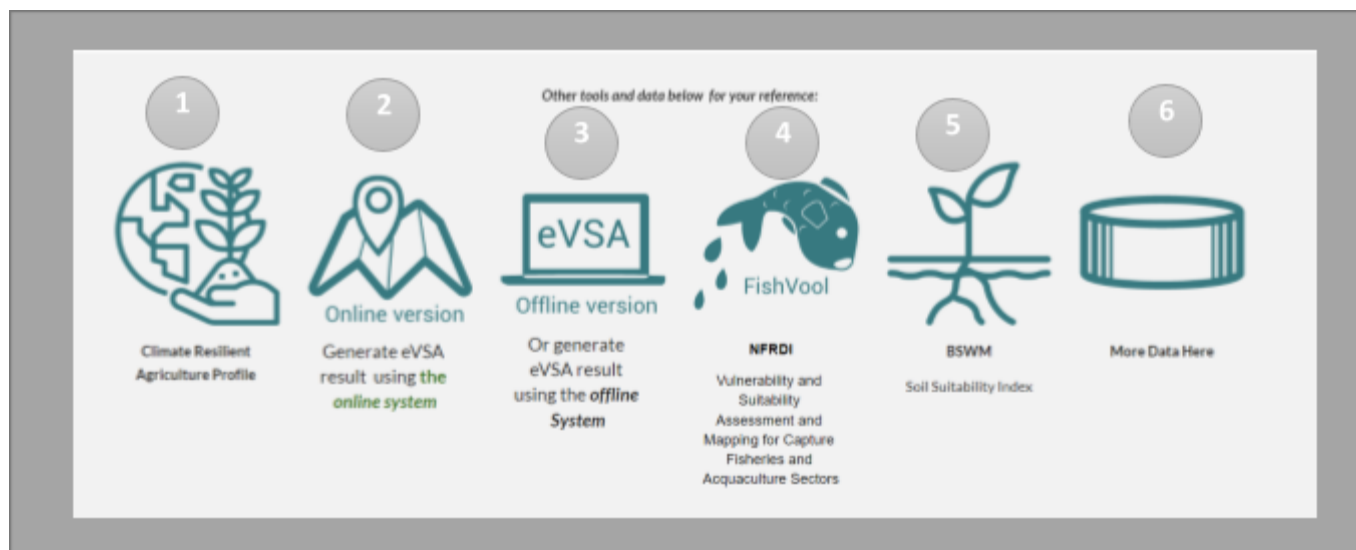 Other tools and data below for your reference:
1
2
3
4
5
6
Climate Resilient
Agriculture Profile
Online version
Generate eVSA
result using the
online system
eVSA
Offline version
Or generate
eVSA result
using the offline
System
FishVool
NFRDI
Vulnerability and
Suitability
Assessment and
Mapping for Capture
Fisheries and
Acquaculture Sectors
BSWM
Soil Suitability Index
More Data Here